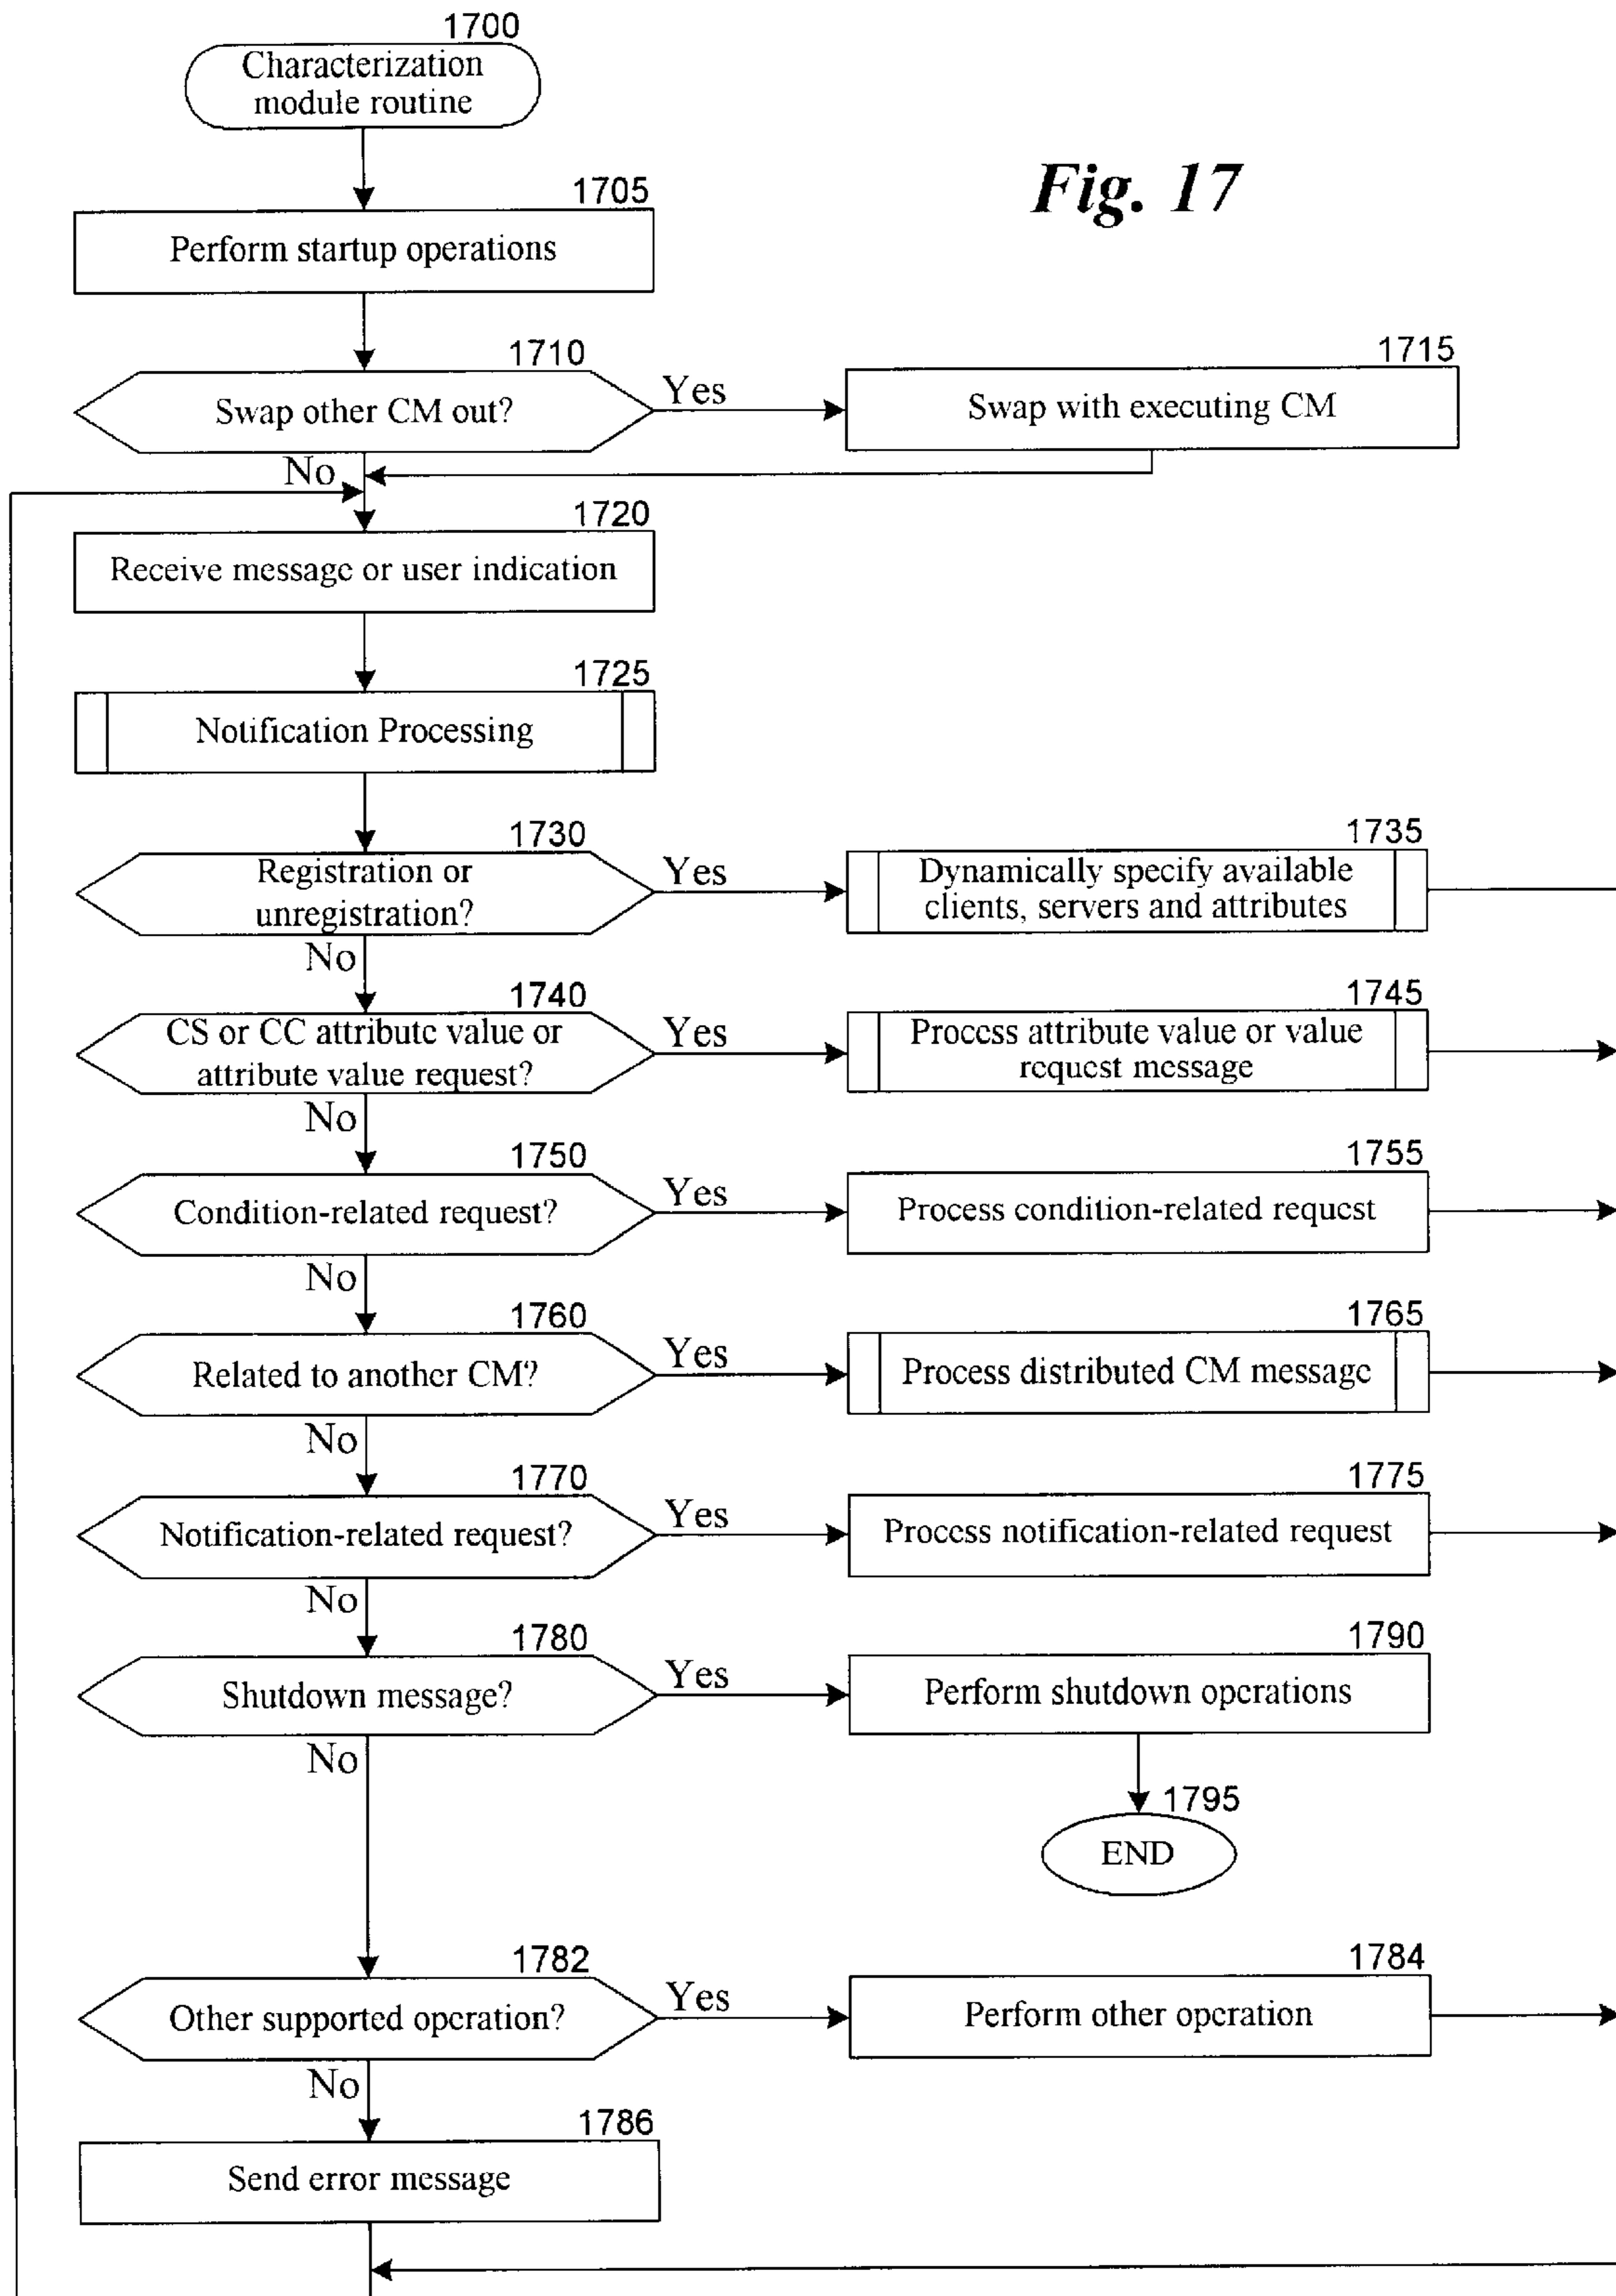 1700
Characterization
module routine
Fig. 17
1705
Perform startup operations
1710
Swap other CM out?
Yes
1715
Swap with executing CM
No
1720
Receive message or user indication
1725
Notification Processing
1730
Registration or
unregistration?
Yes
1735
Dynamically specify available
clients, servers and attributes
No
1740
CS or CC attribute value or
attribute value request?
Yes
1745
Process attribute value or value
request message
No
1750
Condition-related request?
Yes
1755
Process condition-related request
No
1760
Related to another CM?
Yes
1765
Process distributed CM message
No
1770
Notification-related request?
Yes
1775
Process notification-related request
No
1780
Shutdown message?
Yes
1790
Perform shutdown operations
No
1795
END
1782
Other supported operation?
Yes
1784
Perform other operation
No
1786
Send error message